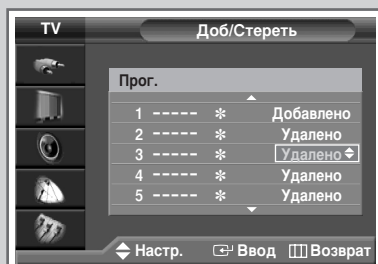 TV Доб/Стереть
Прог.
1 ----- ✻ Добавлено
2 ----- ✻ Удалено
3 ----- ✻ Удалено
4 ----- ✻ Удалено
5 ----- ✻ Удалено
Настр. Ввод Возврат